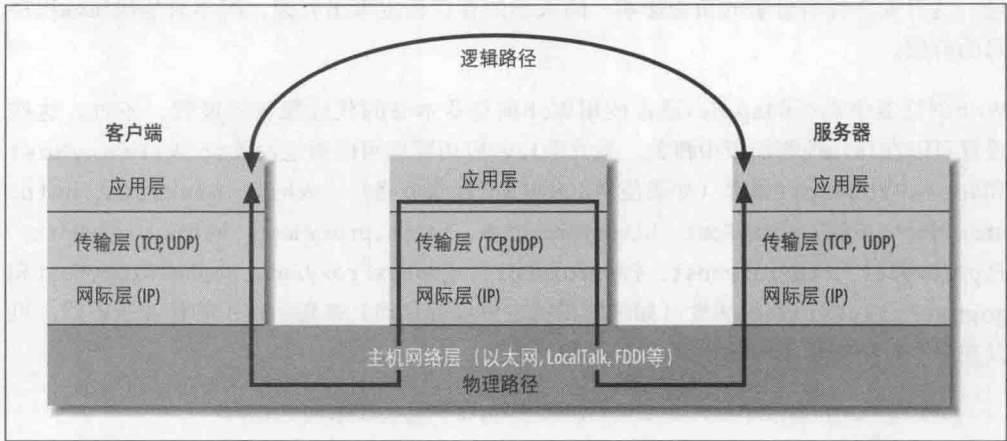 逻辑路径
客户端
服务器
应用层
应用层
应用层
传输层 (TCP, UDP)
传输层 (TCP, UDP)
传输层 (TCP, UDP)
网际层 (IP)
网际层 (IP)
网际层 (IP)
主机网络层（以太网, LocalTalk, FDDI等）
物理路径